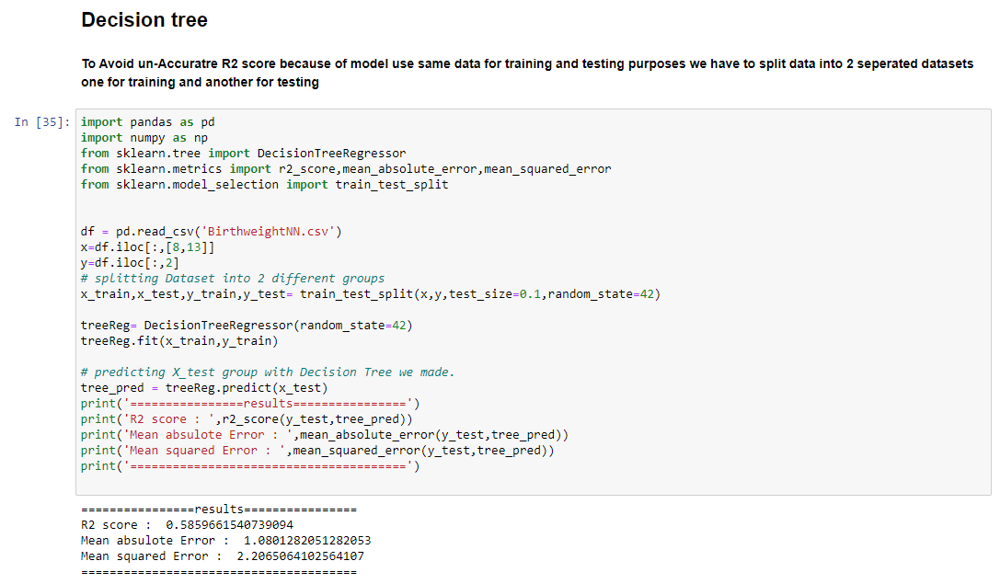 Decision tree
To Avoid un-Accuratre R2 score because of model use same data for training and testing purposes we have to split data into 2 seperated datasets
one for training and another for testing
In [35]:
import pandas as pd
import numpy as np
from sklearn.tree import DecisionTreeRegressor
from sklearn.metrics import r2_score,mean_absolute_error,mean_squared_error
from sklearn.model_selection import train_test_split
df = pd.read_csv('BirthweightNN.csv')
x=df.iloc[:,[8,13]]
y=df.iloc[:,2]
# splitting Dataset into 2 different groups
x_train,x_test,y_train,y_test= train_test_split(x,y,test_size=0.1,random_state=42)
treeReg= DecisionTreeRegressor(random_state=42)
treeReg.fit(x_train,y_train)
# predicting X_test group with Decision Tree we made.
tree_pred = treeReg.predict(x_test)
print('================results================')
print('R2 score : ',r2_score(y_test,tree_pred))
print('Mean absulote Error : ',mean_absolute_error(y_test,tree_pred))
print('Mean squared Error : ',mean_squared_error(y_test,tree_pred))
print('=======================================')
================results================
R2 score :  0.5859661540739094
Mean absulote Error :  1.0801282051282053
Mean squared Error :  2.2065064102564107
=======================================